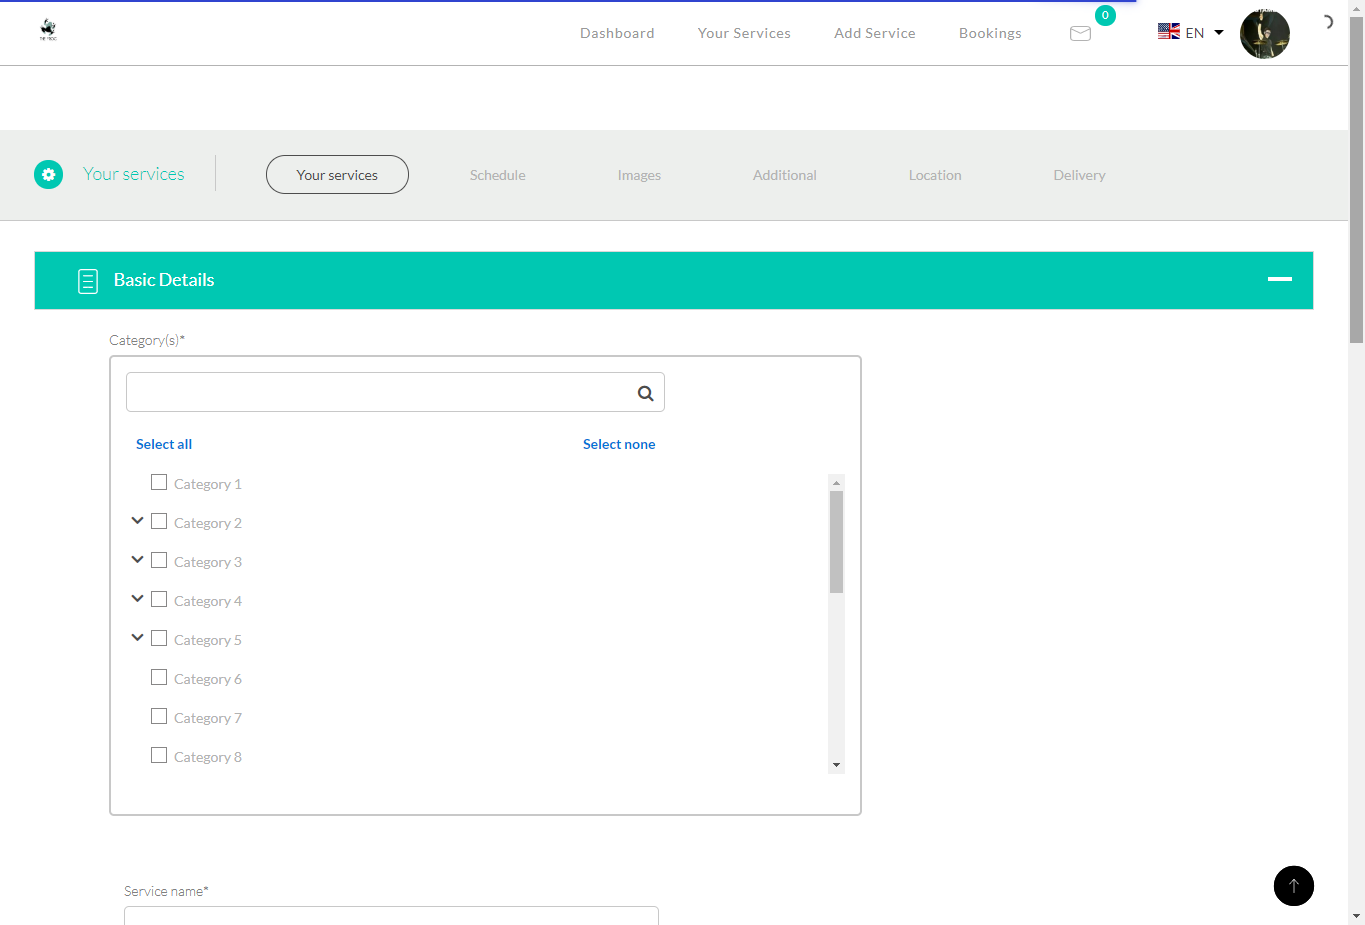 Dashboard
Your Services
Add Service
Bookings
0
EN
Your services
Your services
Schedule
Images
Additional
Location
Delivery
Basic Details
Category(s)*
Select all
Select none
Category 1
Category 2
Category 3
Category 4
Category 5
Category 6
Category 7
Category 8
Service name*